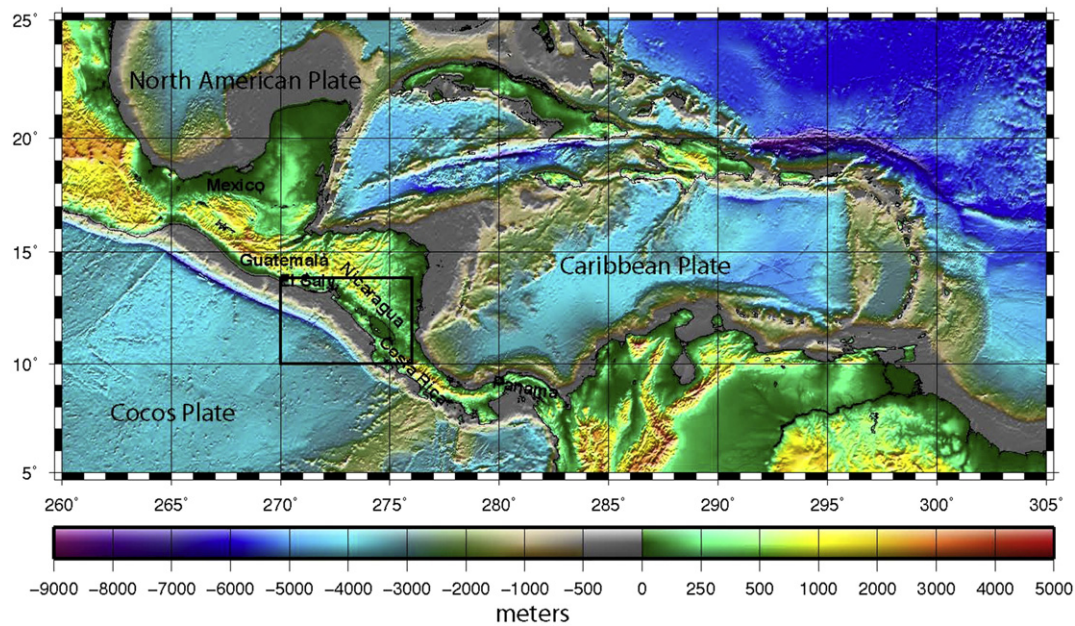 25°
North American Plate
20°
Mexico
15°
Guatemala
Caribbean Plate
El Salv
Nicaragua
10°
Costa Rica
Panama
Cocos Plate
5°
260° 265° 270° 275° 280° 285° 290° 295° 300° 305°
−9000 −8000 −7000 −6000 −5000 −4000 −3000 −2000 −1000 −500 0 250 500 1000 2000 3000 4000 5000
meters